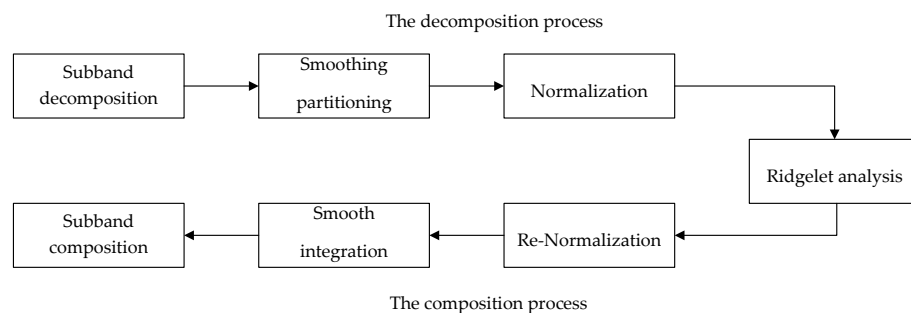 The decomposition process
Subband
decomposition
Smoothing
partitioning
Normalization
Ridgelet analysis
Subband
composition
Smooth
integration
Re-Normalization
The composition process